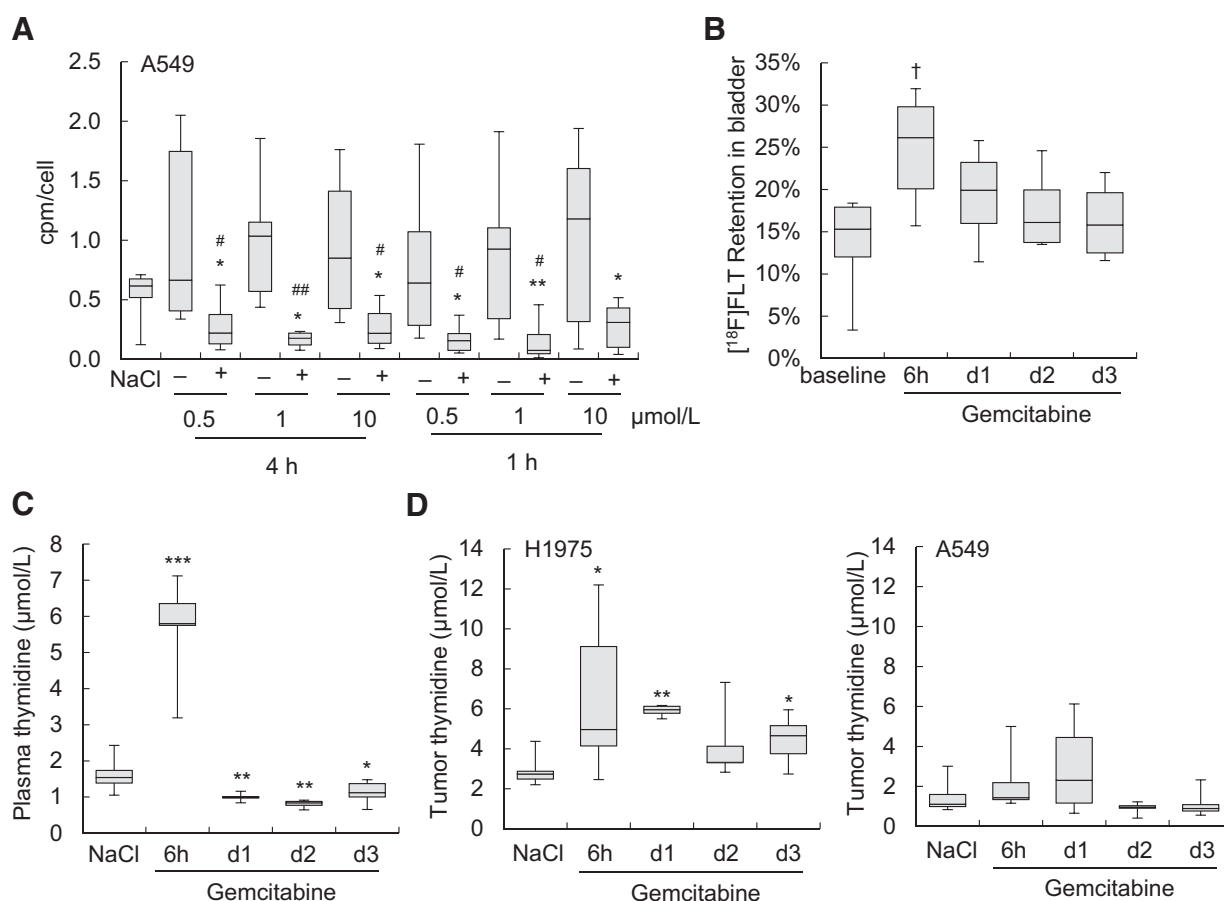 A
A549
cpm/cell
2.5
2.0
1.5
1.0
0.5
0.0
# *
## *
# *
# *
# **
*
NaCl – + – + – + – + – + – +
0.5 1 10 0.5 1 10 µmol/L
4 h 1 h
B
[18F]FLT Retention in bladder
35%
30%
25%
20%
15%
10%
5%
0%
†
baseline 6h d1 d2 d3
Gemcitabine
C
Plasma thymidine (µmol/L)
8
7
6
5
4
3
2
1
0
***
** ** *
NaCl 6h d1 d2 d3
Gemcitabine
D
H1975
Tumor thymidine (µmol/L)
14
12
10
8
6
4
2
0
* ** *
NaCl 6h d1 d2 d3
Gemcitabine
A549
Tumor thymidine (µmol/L)
14
12
10
8
6
4
2
0
NaCl 6h d1 d2 d3
Gemcitabine